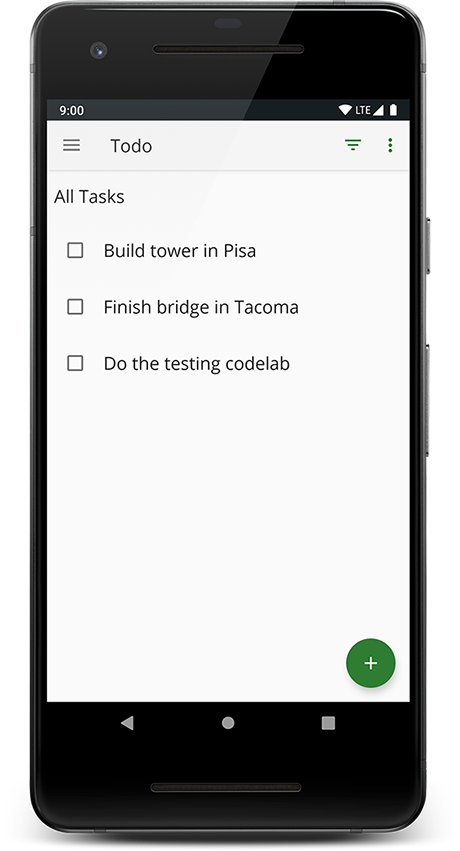 9:00 LTE
Todo
All Tasks
Build tower in Pisa
Finish bridge in Tacoma
Do the testing codelab